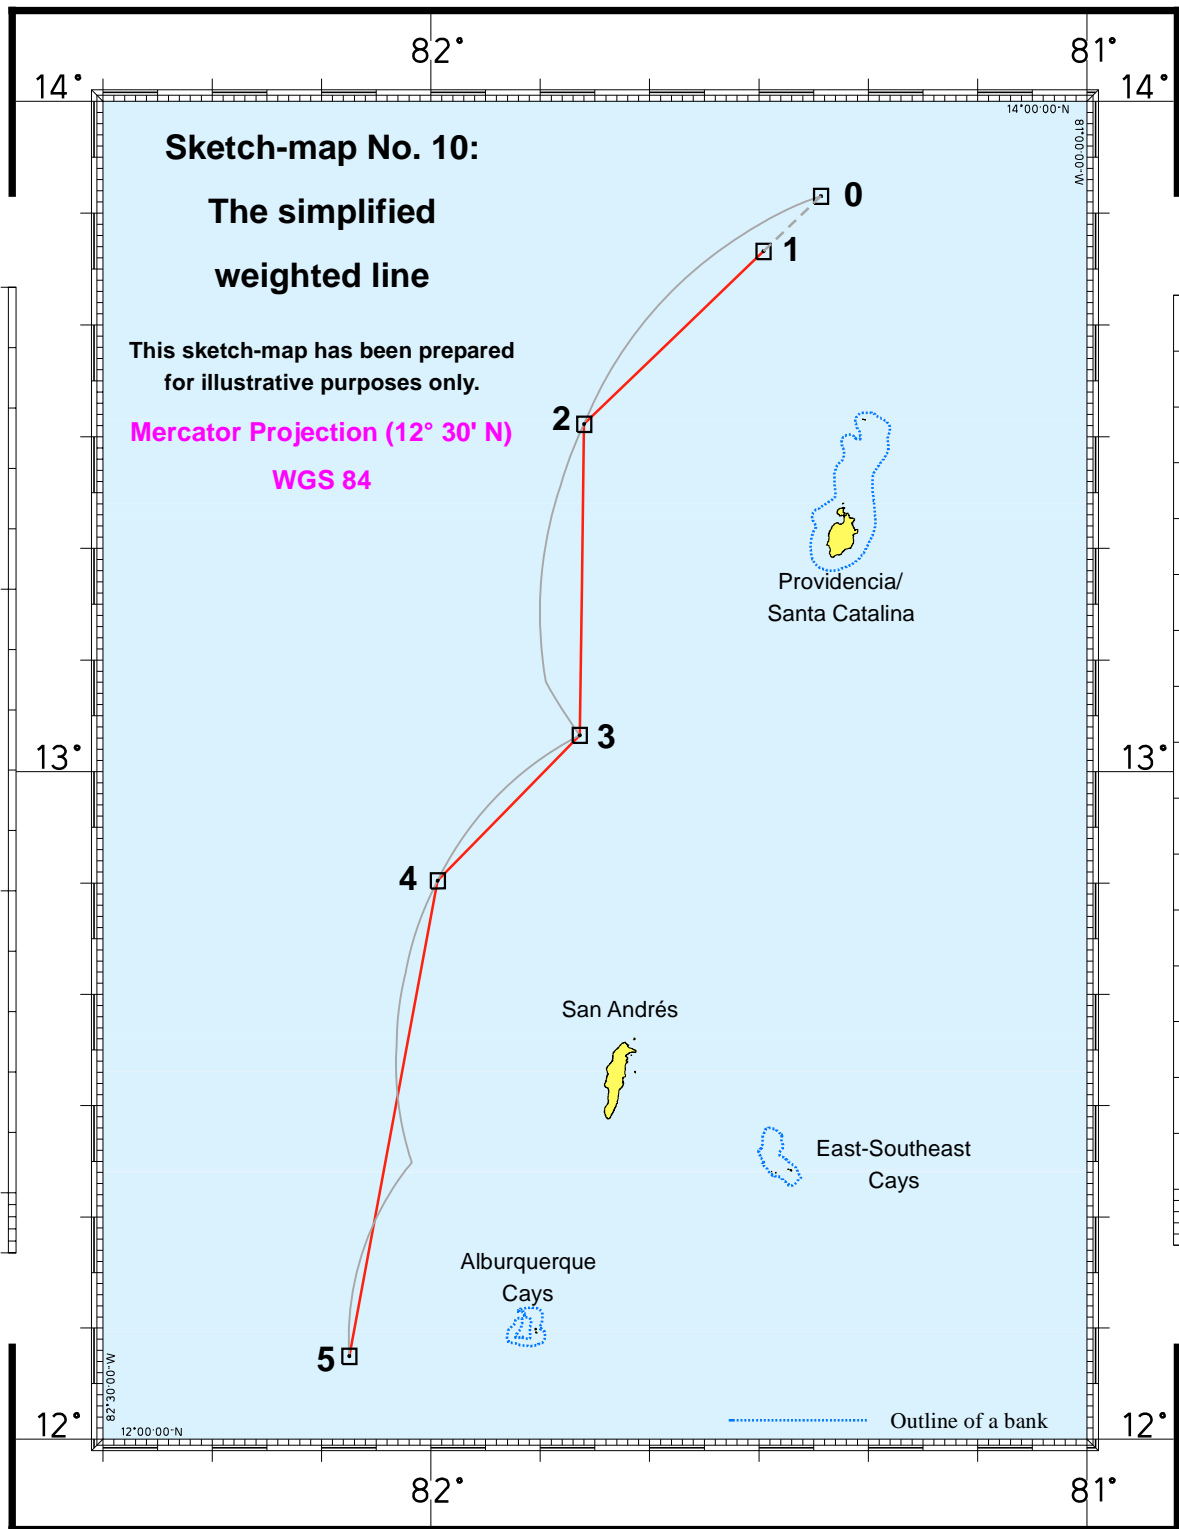 82°
81°
14°
14°
14°00'00"N
81°00'00"W
Sketch-map No. 10:
The simplified
weighted line
This sketch-map has been prepared
for illustrative purposes only.
Mercator Projection (12° 30' N)
WGS 84
0
1
2
Providencia/
Santa Catalina
3
13°
13°
4
San Andrés
East-Southeast
Cays
Alburquerque
Cays
5
82°30'00"W
12°00'00"N
Outline of a bank
12°
12°
82°
81°